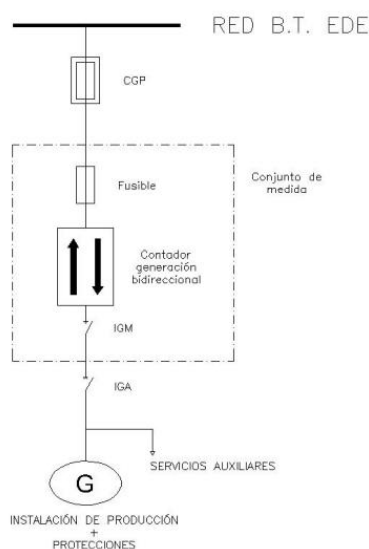 RED B.T. EDE
CGP
Conjunto de
medida
Fusible
Contador
generación
bidireccional
IGM
IGA
SERVICIOS AUXILIARES
G
INSTALACIÓN DE PRODUCCIÓN
+
PROTECCIONES